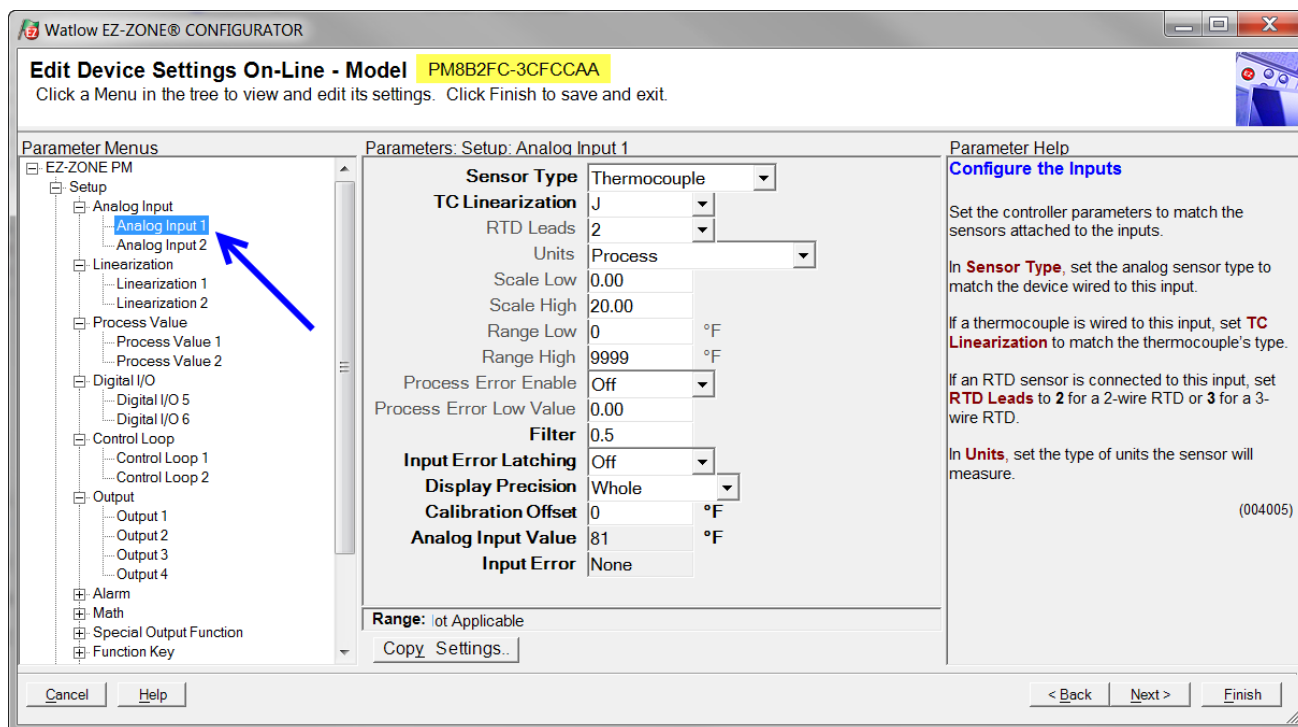 Watlow EZ-ZONE® CONFIGURATOR
Edit Device Settings On-Line - Model PM8B2FC-3CFCCAA
Click a Menu in the tree to view and edit its settings. Click Finish to save and exit.
Parameter Menus
EZ-ZONE PM
Setup
Analog Input
Analog Input 1
Analog Input 2
Linearization
Linearization 1
Linearization 2
Process Value
Process Value 1
Process Value 2
Digital I/O
Digital I/O 5
Digital I/O 6
Control Loop
Control Loop 1
Control Loop 2
Output
Output 1
Output 2
Output 3
Output 4
Alarm
Math
Special Output Function
Function Key
Parameters: Setup: Analog Input 1
Sensor Type Thermocouple
TC Linearization J
RTD Leads 2
Units Process
Scale Low 0.00
Scale High 20.00
Range Low 0 °F
Range High 9999 °F
Process Error Enable Off
Process Error Low Value 0.00
Filter 0.5
Input Error Latching Off
Display Precision Whole
Calibration Offset 0 °F
Analog Input Value 81 °F
Input Error None
Range: lot Applicable
Copy Settings..
Parameter Help
Configure the Inputs
Set the controller parameters to match the
sensors attached to the inputs.
In Sensor Type, set the analog sensor type to
match the device wired to this input.
If a thermocouple is wired to this input, set TC
Linearization to match the thermocouple's type.
If an RTD sensor is connected to this input, set
RTD Leads to 2 for a 2-wire RTD or 3 for a 3-
wire RTD.
In Units, set the type of units the sensor will
measure.
(004005)
Cancel Help < Back Next > Finish